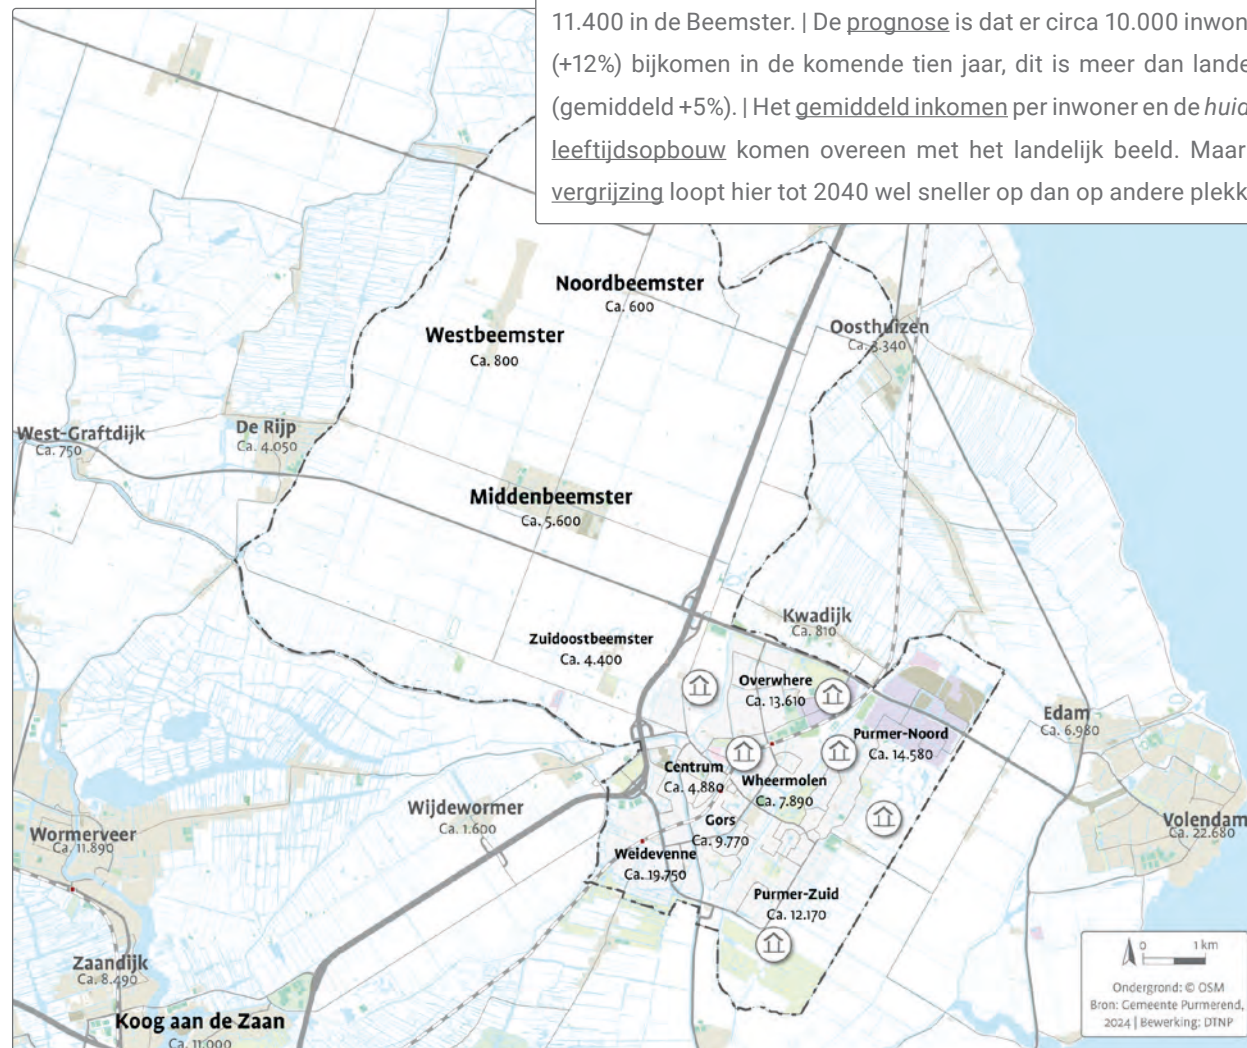 11.400 in de Beemster. | De prognose is dat er circa 10.000 inwon
(+12%) bijkomen in de komende tien jaar, dit is meer dan lande
(gemiddeld +5%). | Het gemiddeld inkomen per inwoner en de huid
leeftijdsopbouw komen overeen met het landelijk beeld. Maar
vergrijzing loopt hier tot 2040 wel sneller op dan op andere plekk
Noordbeemster
Ca. 600
Westbeemster
Ca. 800
Oosthuizen
Ca. 3.340
West-Graftdijk
Ca. 750
De Rijp
Ca. 4.050
Middenbeemster
Ca. 5.600
Kwadijk
Ca. 810
Zuidoostbeemster
Ca. 4.400
Overwhere
Ca. 13.610
Edam
Ca. 6.980
Purmer-Noord
Ca. 14.580
Centrum
Ca. 4.880
Wheermolen
Ca. 7.890
Wijdewormer
Ca. 1.600
Gors
Ca. 9.770
Volendam
Ca. 22.680
Wormerveer
Ca. 11.890
Weidevenne
Ca. 19.750
Purmer-Zuid
Ca. 12.170
Zaandijk
Ca. 8.490
Koog aan de Zaan
Ca. 11.000
0 1 km
Ondergrond: © OSM
Bron: Gemeente Purmerend,
2024 | Bewerking: DTNP